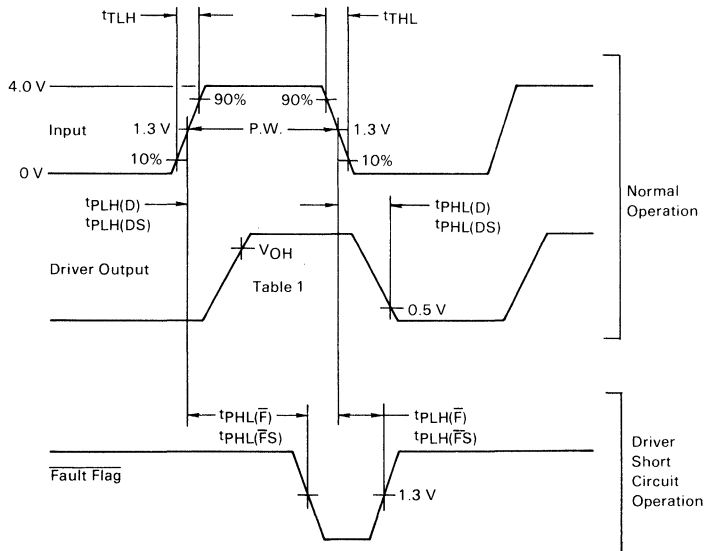 tTLH
tTHL
4.0 V
90%
90%
Input
1.3 V
P.W.
1.3 V
10%
10%
0 V
tPLH(D)
tPLH(DS)
tPHL(D)
tPHL(DS)
Normal
Operation
VOH
Driver Output
Table 1
0.5 V
tPHL(F̅)
tPHL(F̅S)
tPLH(F̅)
tPLH(F̅S)
Driver
Short
Circuit
Operation
Fault Flag
1.3 V